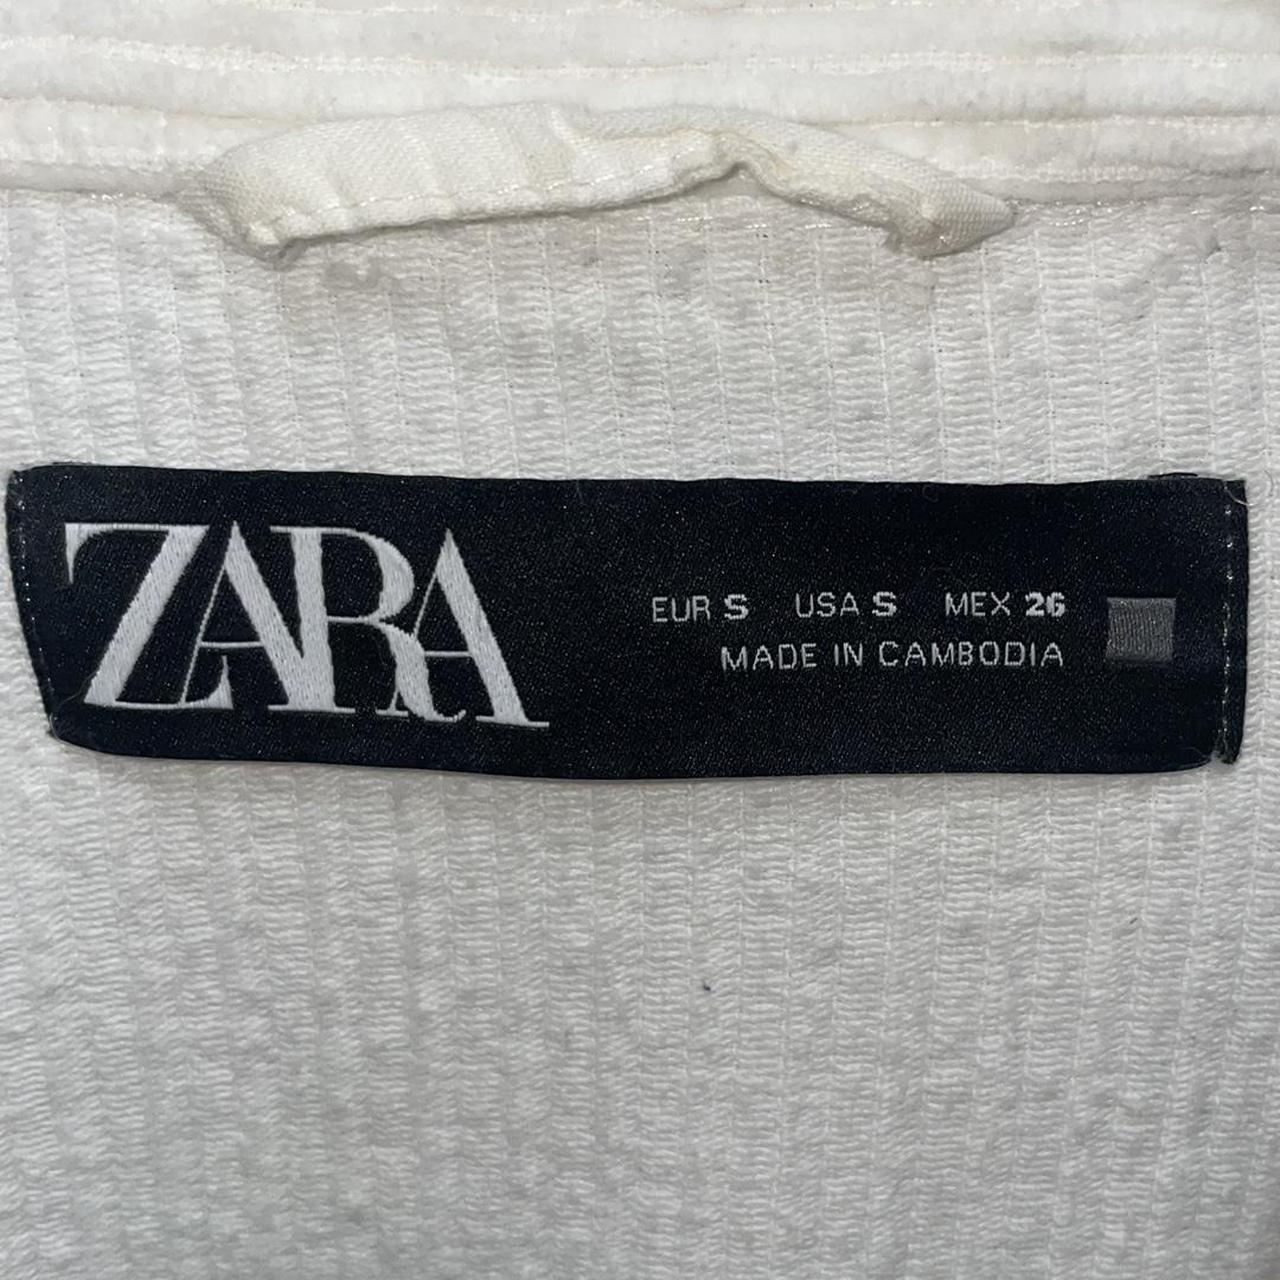 ZARA
EUR S USA S MEX 26
MADE IN CAMBODIA